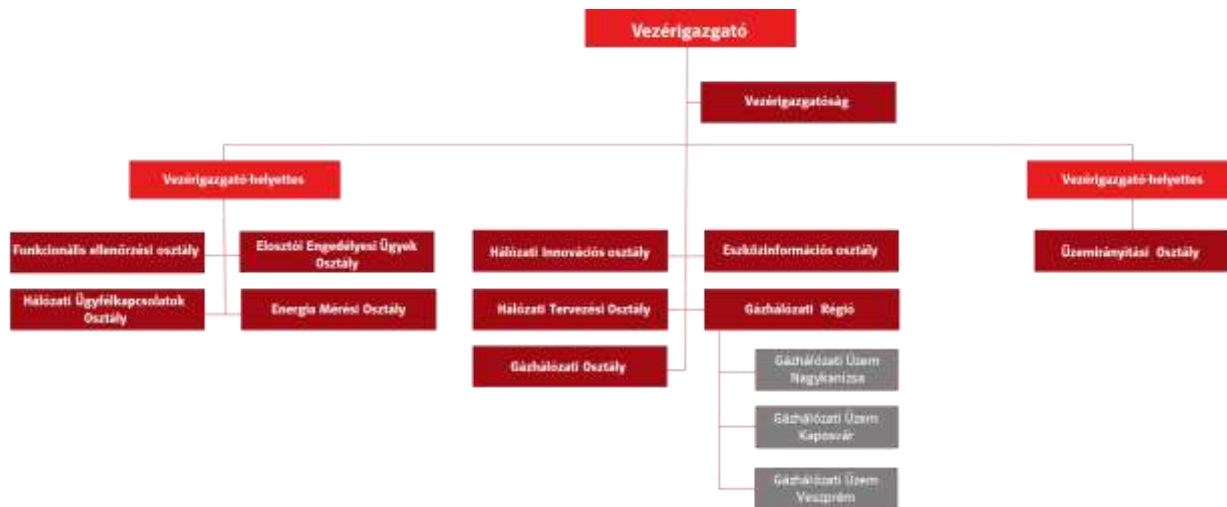 Vezérigazgató
Vezérigazgatóság
Vezérigazgató-helyettes
Vezérigazgató-helyettes
Funkcionális ellenőrzési osztály
Elosztói Engedélyesi Ügyek
Osztály
Hálózati Innovációs osztály
Eszközinformációs osztály
Üzemirányítási Osztály
Hálózati Ügyfélkapcsolatok
Osztály
Energia Mérési Osztály
Hálózati Tervezési Osztály
Gázhálózati Régió
Gázhálózati Osztály
Gázhálózati Üzem
Nagykanizsa
Gázhálózati Üzem
Kaposvár
Gázhálózati Üzem
Veszprém